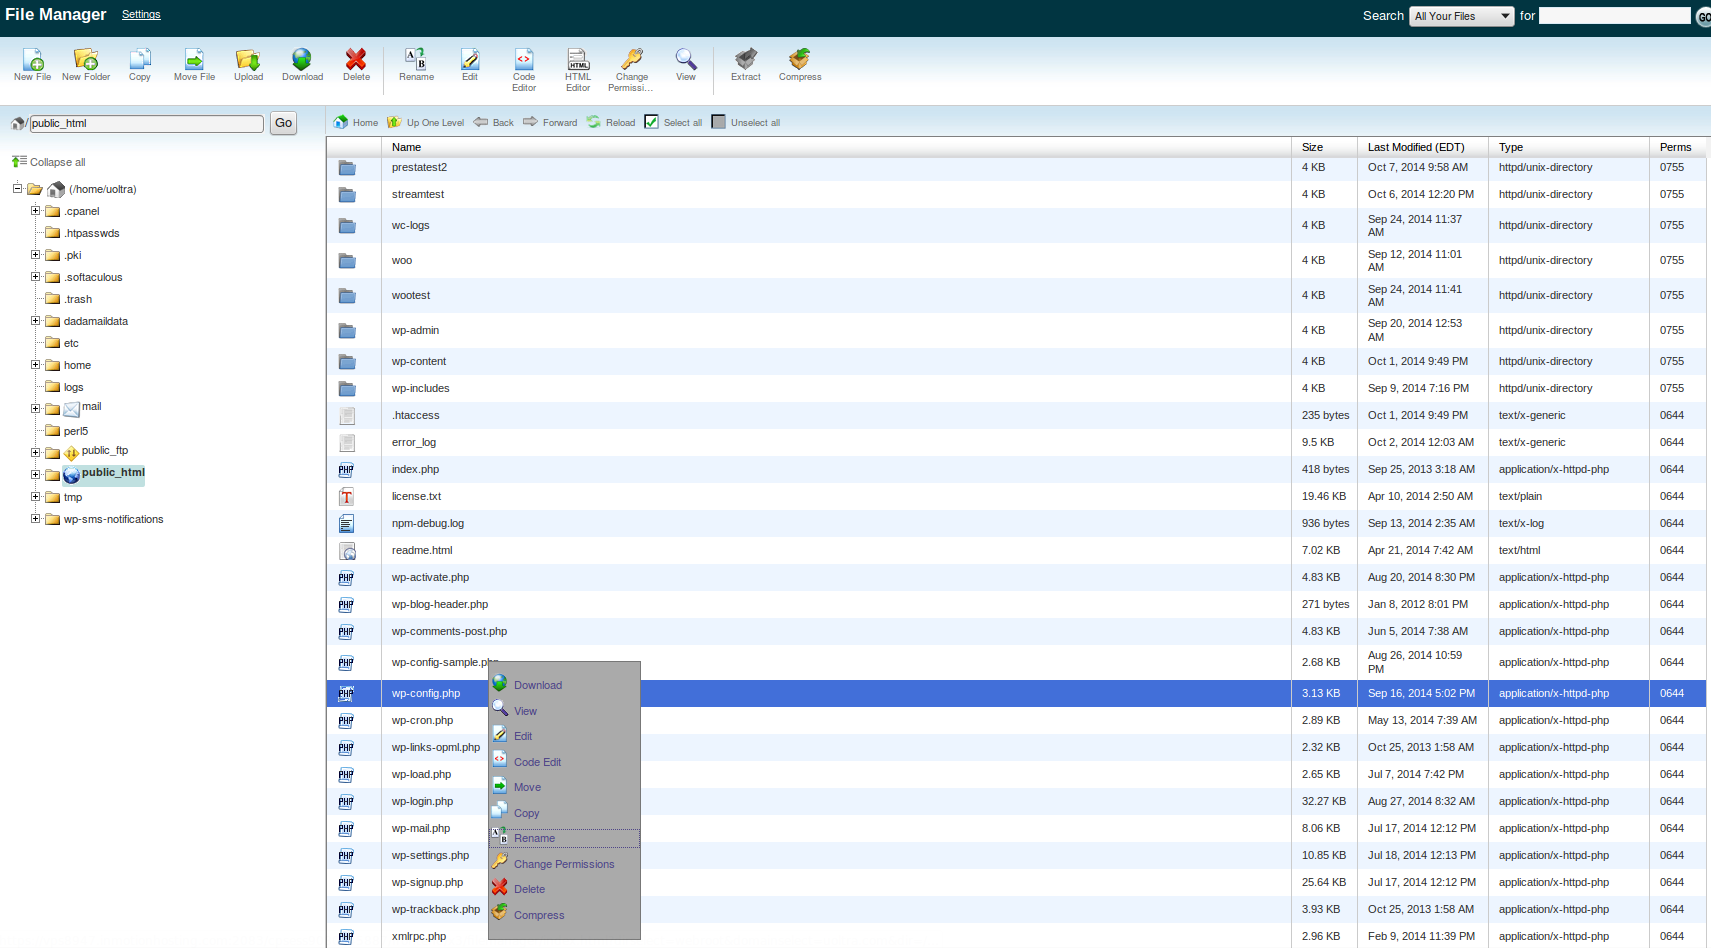 File Manager Settings
Search All Your Files for GO
New File New Folder Copy Move File Upload Download Delete Rename Edit Code Editor HTML Editor Change Permissi... View Extract Compress
/ public_html Go
Home Up One Level Back Forward Reload Select all Unselect all
Collapse all
(/home/uoltra)
.cpanel
.htpasswds
.pki
.softaculous
.trash
dadamaildata
etc
home
logs
mail
perl5
public_ftp
public_html
tmp
wp-sms-notifications
Name Size Last Modified (EDT) Type Perms
prestatest2 4 KB Oct 7, 2014 9:58 AM httpd/unix-directory 0755
streamtest 4 KB Oct 6, 2014 12:20 PM httpd/unix-directory 0755
wc-logs 4 KB Sep 24, 2014 11:37 AM httpd/unix-directory 0755
woo 4 KB Sep 12, 2014 11:01 AM httpd/unix-directory 0755
wootest 4 KB Sep 24, 2014 11:41 AM httpd/unix-directory 0755
wp-admin 4 KB Sep 20, 2014 12:53 AM httpd/unix-directory 0755
wp-content 4 KB Oct 1, 2014 9:49 PM httpd/unix-directory 0755
wp-includes 4 KB Sep 9, 2014 7:16 PM httpd/unix-directory 0755
.htaccess 235 bytes Oct 1, 2014 9:49 PM text/x-generic 0644
error_log 9.5 KB Oct 2, 2014 12:03 AM text/x-generic 0644
index.php 418 bytes Sep 25, 2013 3:18 AM application/x-httpd-php 0644
license.txt 19.46 KB Apr 10, 2014 2:50 AM text/plain 0644
npm-debug.log 936 bytes Sep 13, 2014 2:35 AM text/x-log 0644
readme.html 7.02 KB Apr 21, 2014 7:42 AM text/html 0644
wp-activate.php 4.83 KB Aug 20, 2014 8:30 PM application/x-httpd-php 0644
wp-blog-header.php 271 bytes Jan 8, 2012 8:01 PM application/x-httpd-php 0644
wp-comments-post.php 4.83 KB Jun 5, 2014 7:38 AM application/x-httpd-php 0644
wp-config-sample.php 2.68 KB Aug 26, 2014 10:59 PM application/x-httpd-php 0644
wp-config.php 3.13 KB Sep 16, 2014 5:02 PM application/x-httpd-php 0644
wp-cron.php 2.89 KB May 13, 2014 7:39 AM application/x-httpd-php 0644
wp-links-opml.php 2.32 KB Oct 25, 2013 1:58 AM application/x-httpd-php 0644
wp-load.php 2.65 KB Jul 7, 2014 7:42 PM application/x-httpd-php 0644
wp-login.php 32.27 KB Aug 27, 2014 8:32 AM application/x-httpd-php 0644
wp-mail.php 8.06 KB Jul 17, 2014 12:12 PM application/x-httpd-php 0644
wp-settings.php 10.85 KB Jul 18, 2014 12:13 PM application/x-httpd-php 0644
wp-signup.php 25.64 KB Jul 17, 2014 12:12 PM application/x-httpd-php 0644
wp-trackback.php 3.93 KB Oct 25, 2013 1:58 AM application/x-httpd-php 0644
xmlrpc.php 2.96 KB Feb 9, 2014 11:39 PM application/x-httpd-php 0644
Download
View
Edit
Code Edit
Move
Copy
Rename
Change Permissions
Delete
Compress